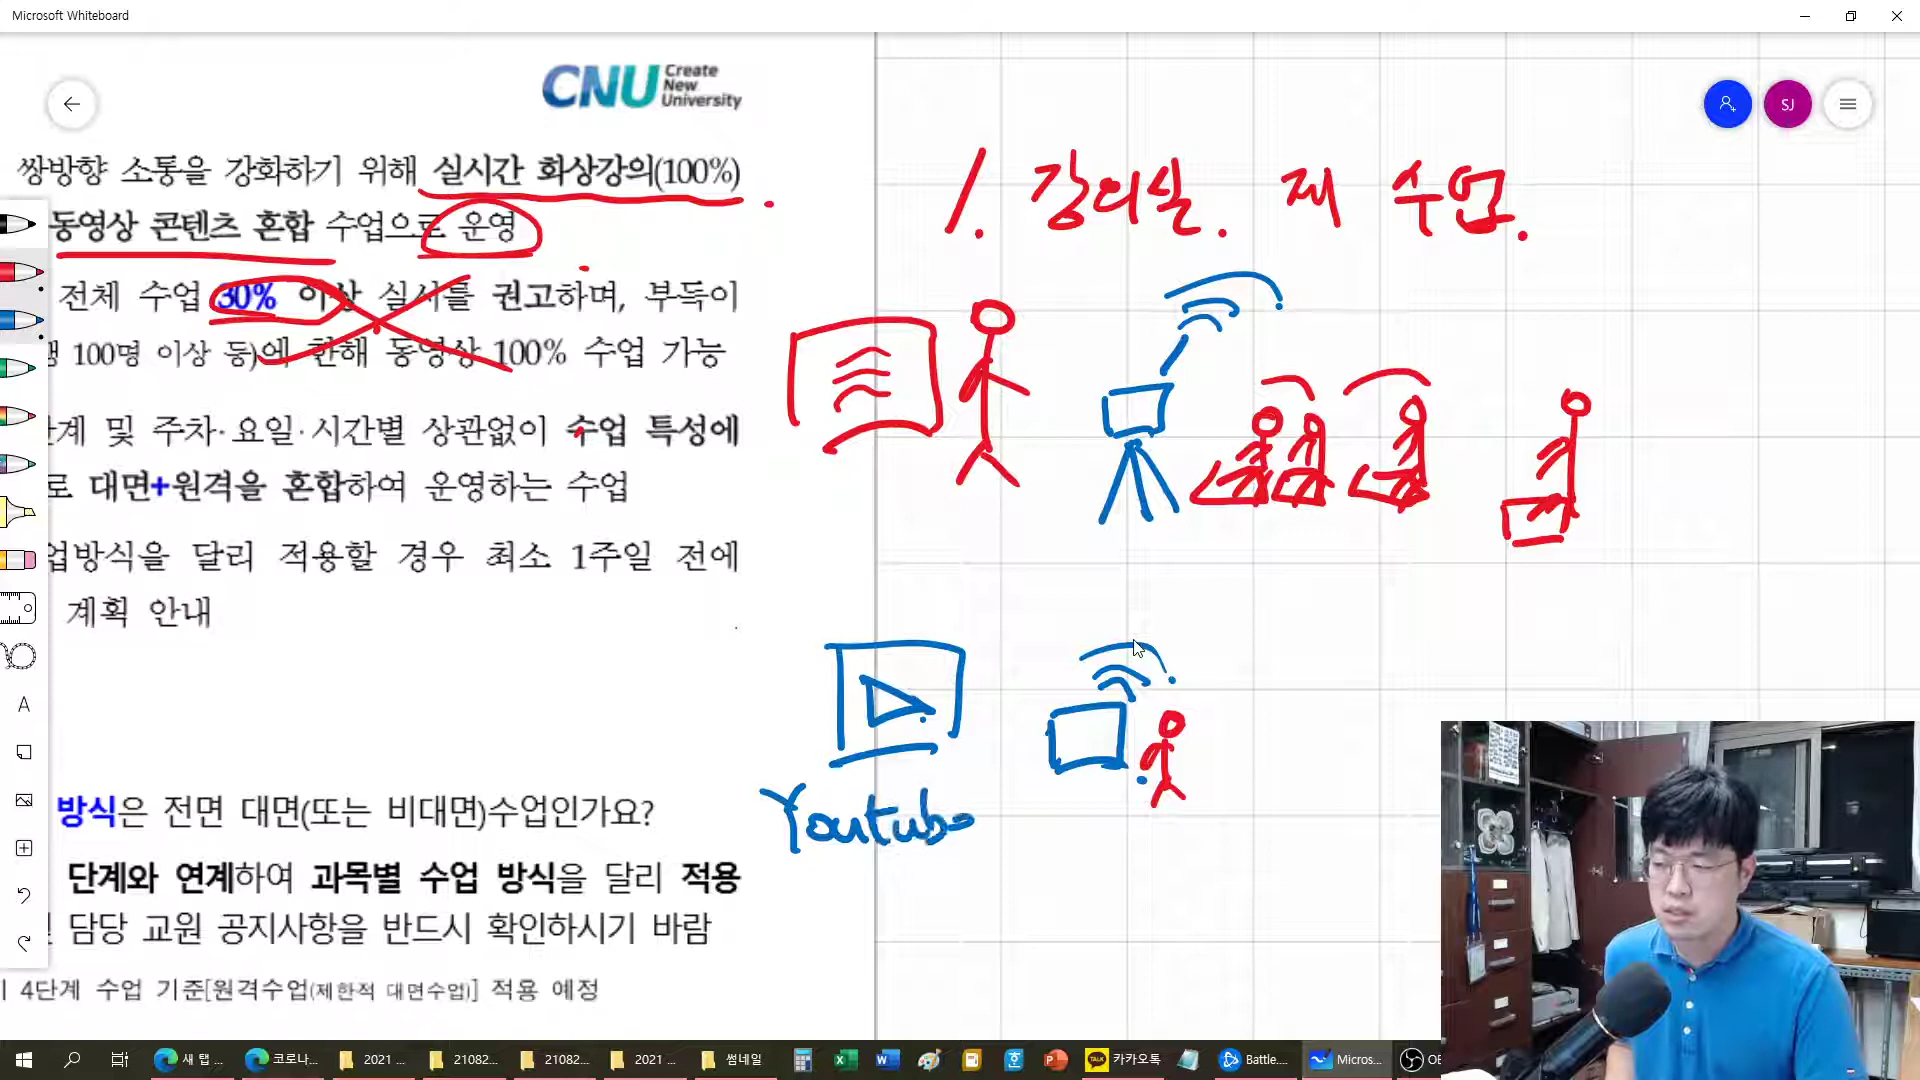 Microsoft Whiteboard
CNU Create
New
University
SJ
쌍방향 소통을 강화하기 위해 실시간 화상강의(100%)
동영상 콘텐츠 혼합 수업으로 운영
전체 수업 30% 이상 실시를 권고하며, 부득이
100명 이상 등)에 한해 동영상 100% 수업 가능
및 주차·요일·시간별 상관없이 수업 특성에
로 대면+원격을 혼합하여 운영하는 수업
업방식을 달리 적용할 경우 최소 1주일 전에
계획 안내
방식은 전면 대면(또는 비대면)수업인가요?
단계와 연계하여 과목별 수업 방식을 달리 적용
담당 교원 공지사항을 반드시 확인하시기 바람
4단계 수업 기준[원격수업(제한적 대면수업)] 적용 예정
1. 강의실. 수업.
Youtube
새 탭 ...
코로나...
2021 ...
21082...
21082...
2021 ...
썸네일
카카오톡
Battle....
Micros...
OB